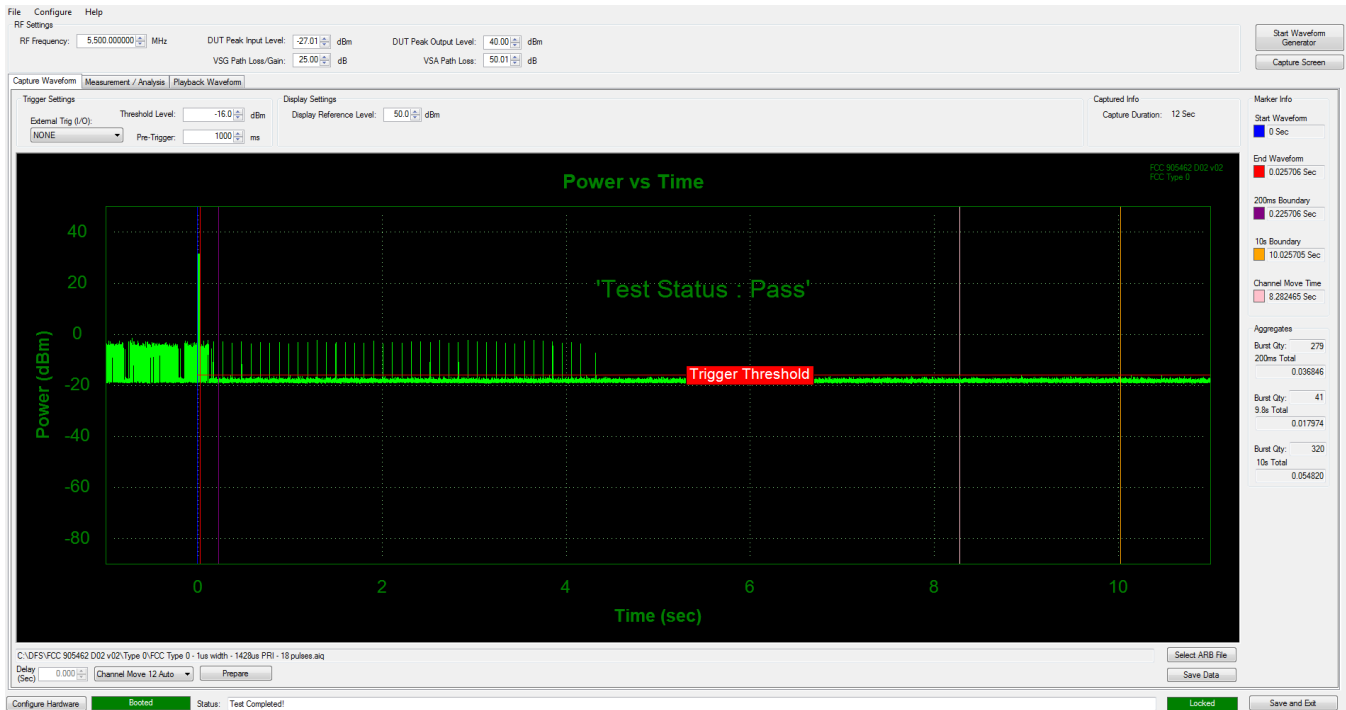 File Configure Help
RF Settings
RF Frequency: 5,500.000000 MHz DUT Peak Input Level: -27.01 dBm DUT Peak Output Level: 40.00 dBm
VSG Path Loss/Gain: 25.00 dB VSA Path Loss: 50.01 dB
Start Waveform
Generator
Capture Screen
Capture Waveform Measurement / Analysis Playback Waveform
Trigger Settings
External Trig (I/O):
NONE
Threshold Level: -16.0 dBm
Pre-Trigger: 1000 ms
Display Settings
Display Reference Level: 50.0 dBm
Captured Info
Capture Duration: 12 Sec
Marker Info
Start Waveform
0 Sec
End Waveform
0.025706 Sec
200ms Boundary
0.225706 Sec
10s Boundary
10.025705 Sec
Channel Move Time
8.282465 Sec
Aggregates
Burst Qty: 279
200ms Total
0.036846
Burst Qty: 41
9.8s Total
0.017974
Burst Qty: 320
10s Total
0.054820
Power vs Time
FCC 905462 D02 v02
FCC Type 0
'Test Status : Pass'
Trigger Threshold
Power (dBm)
40
20
0
-20
-40
-60
-80
0 2 4 6 8 10
Time (sec)
C:\DFS\FCC 905462 D02 v02\Type 0\FCC Type 0 - 1us width - 1428us PRI - 18 pulses.aiq
Select ARB File
Delay
(Sec) 0.000 Channel Move 12 Auto Prepare
Save Data
Configure Hardware Booted Status: Test Completed! Locked Save and Exit